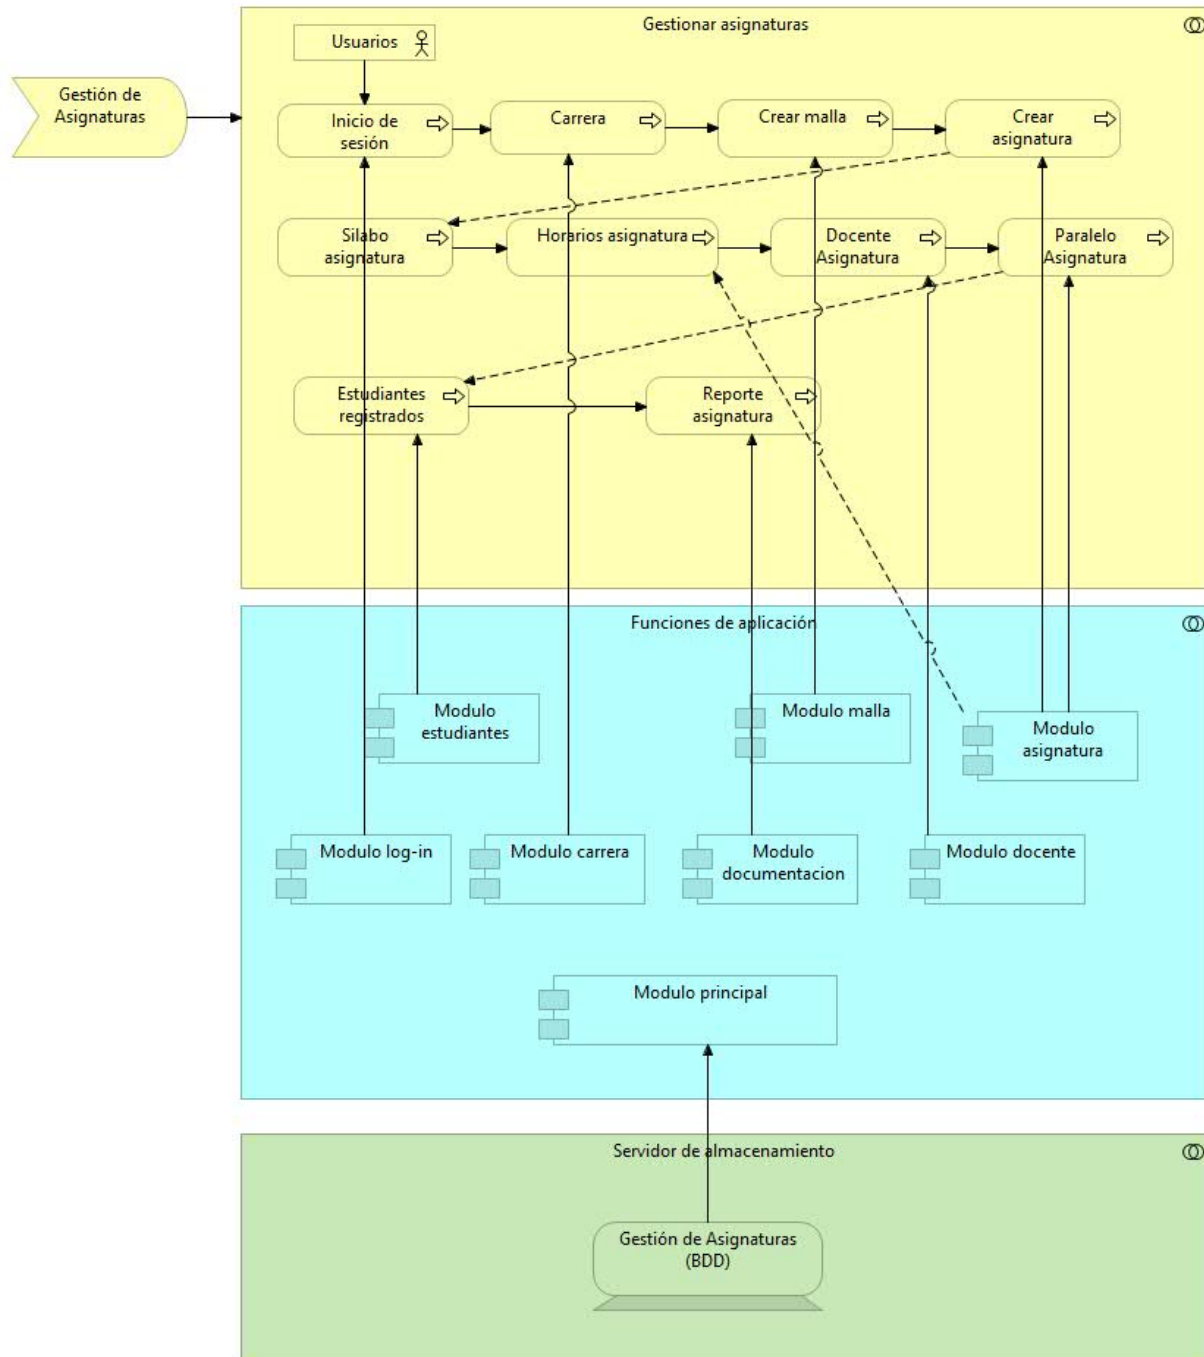 Gestionar asignaturas
Usuarios
Gestión de
Asignaturas
Inicio de
sesión
Carrera
Crear malla
Crear
asignatura
Silabo
asignatura
Horarios asignatura
Docente
Asignatura
Paralelo
Asignatura
Estudiantes
registrados
Reporte
asignatura
Funciones de aplicación
Modulo
estudiantes
Modulo malla
Modulo
asignatura
Modulo log-in
Modulo carrera
Modulo
documentacion
Modulo docente
Modulo principal
Servidor de almacenamiento
Gestión de Asignaturas
(BDD)